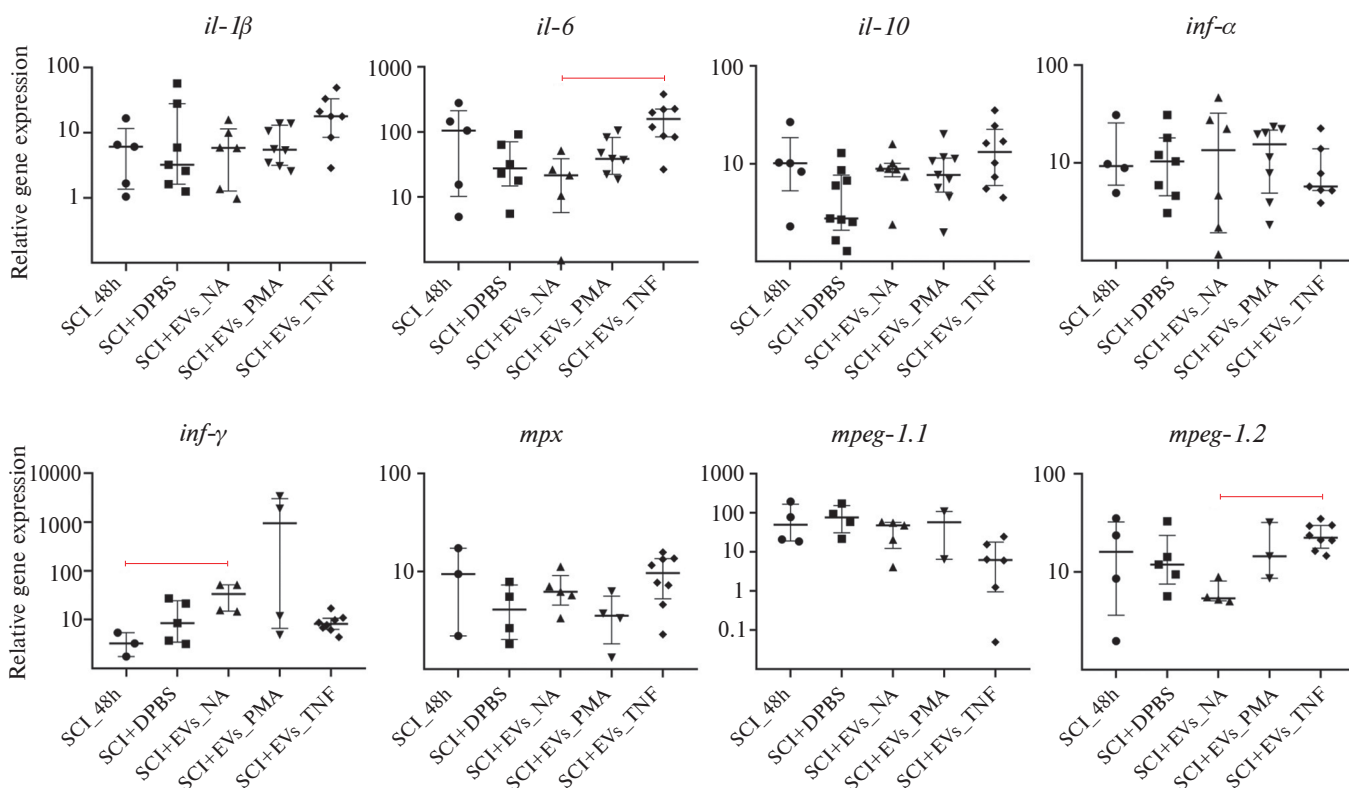 il-1β
il-6
il-10
inf-α
Relative gene expression
100
10
1
SCI_48h
SCI+DPBS
SCI+EVs_NA
SCI+EVs_PMA
SCI+EVs_TNF
1000
100
10
SCI_48h
SCI+DPBS
SCI+EVs_NA
SCI+EVs_PMA
SCI+EVs_TNF
100
10
SCI_48h
SCI+DPBS
SCI+EVs_NA
SCI+EVs_PMA
SCI+EVs_TNF
100
10
SCI_48h
SCI+DPBS
SCI+EVs_NA
SCI+EVs_PMA
SCI+EVs_TNF
inf-γ
mpx
mpeg-1.1
mpeg-1.2
Relative gene expression
10000
1000
100
10
SCI_48h
SCI+DPBS
SCI+EVs_NA
SCI+EVs_PMA
SCI+EVs_TNF
100
10
SCI_48h
SCI+DPBS
SCI+EVs_NA
SCI+EVs_PMA
SCI+EVs_TNF
1000
100
10
1
0.1
SCI_48h
SCI+DPBS
SCI+EVs_NA
SCI+EVs_PMA
SCI+EVs_TNF
100
10
SCI_48h
SCI+DPBS
SCI+EVs_NA
SCI+EVs_PMA
SCI+EVs_TNF